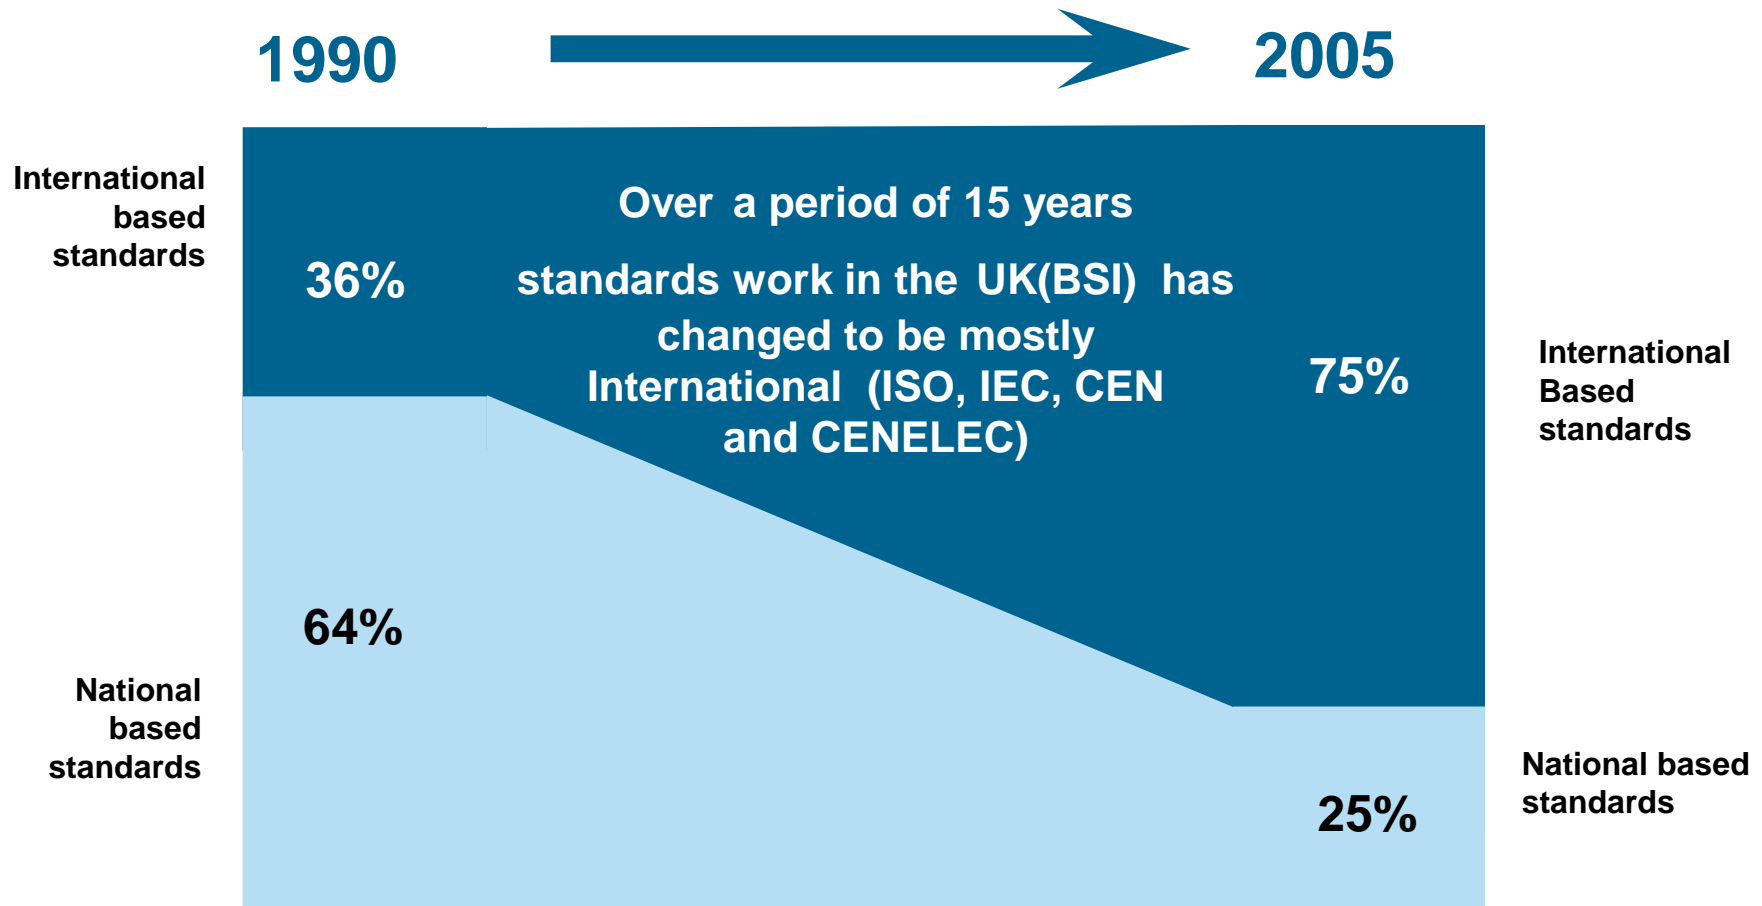 1990
2005
International
based
standards
36%
Over a period of 15 years
standards work in the UK(BSI) has
changed to be mostly
International (ISO, IEC, CEN
and CENELEC)
75%
International
Based
standards
64%
National
based
standards
25%
National based
standards